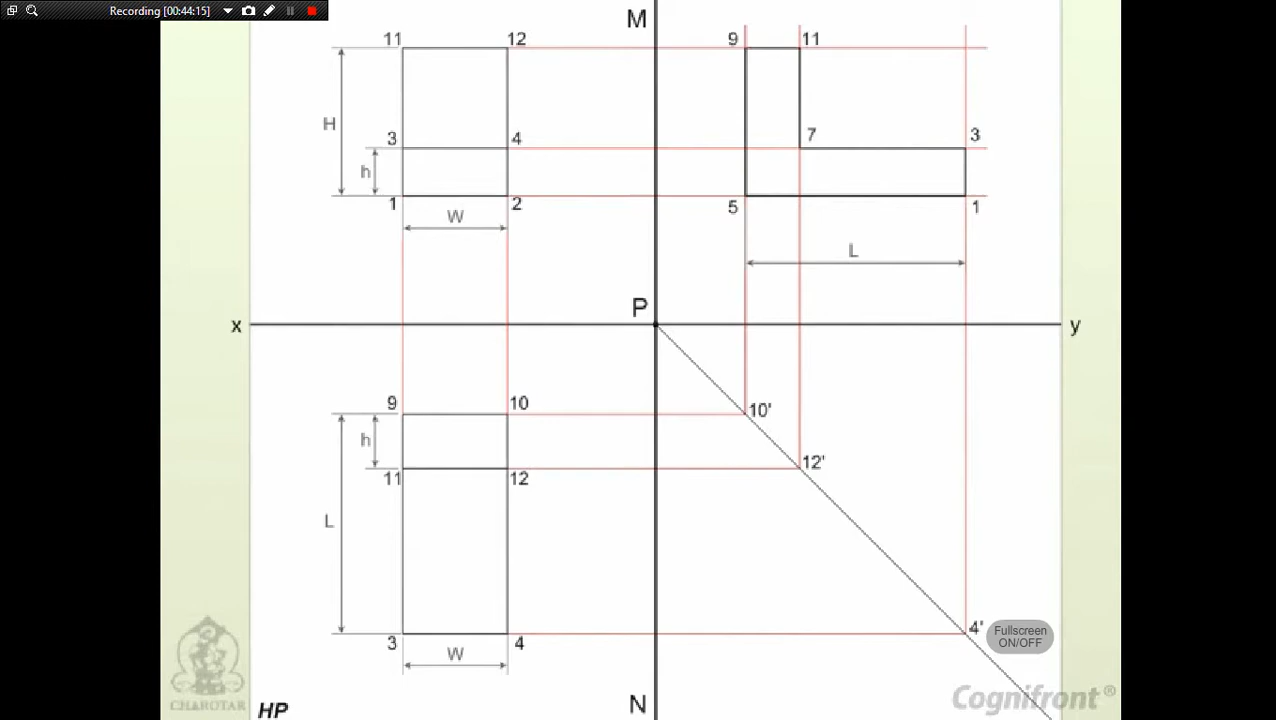 Recording [00:44:15]
M
11 12 9 11
H
3 4 7 3
h
1 2 5 1
W
L
P
x y
9 10 10'
h
11 12 12'
L
3 4 4'
W
Fullscreen
ON/OFF
CHAROTAR
HP N Cognifront®